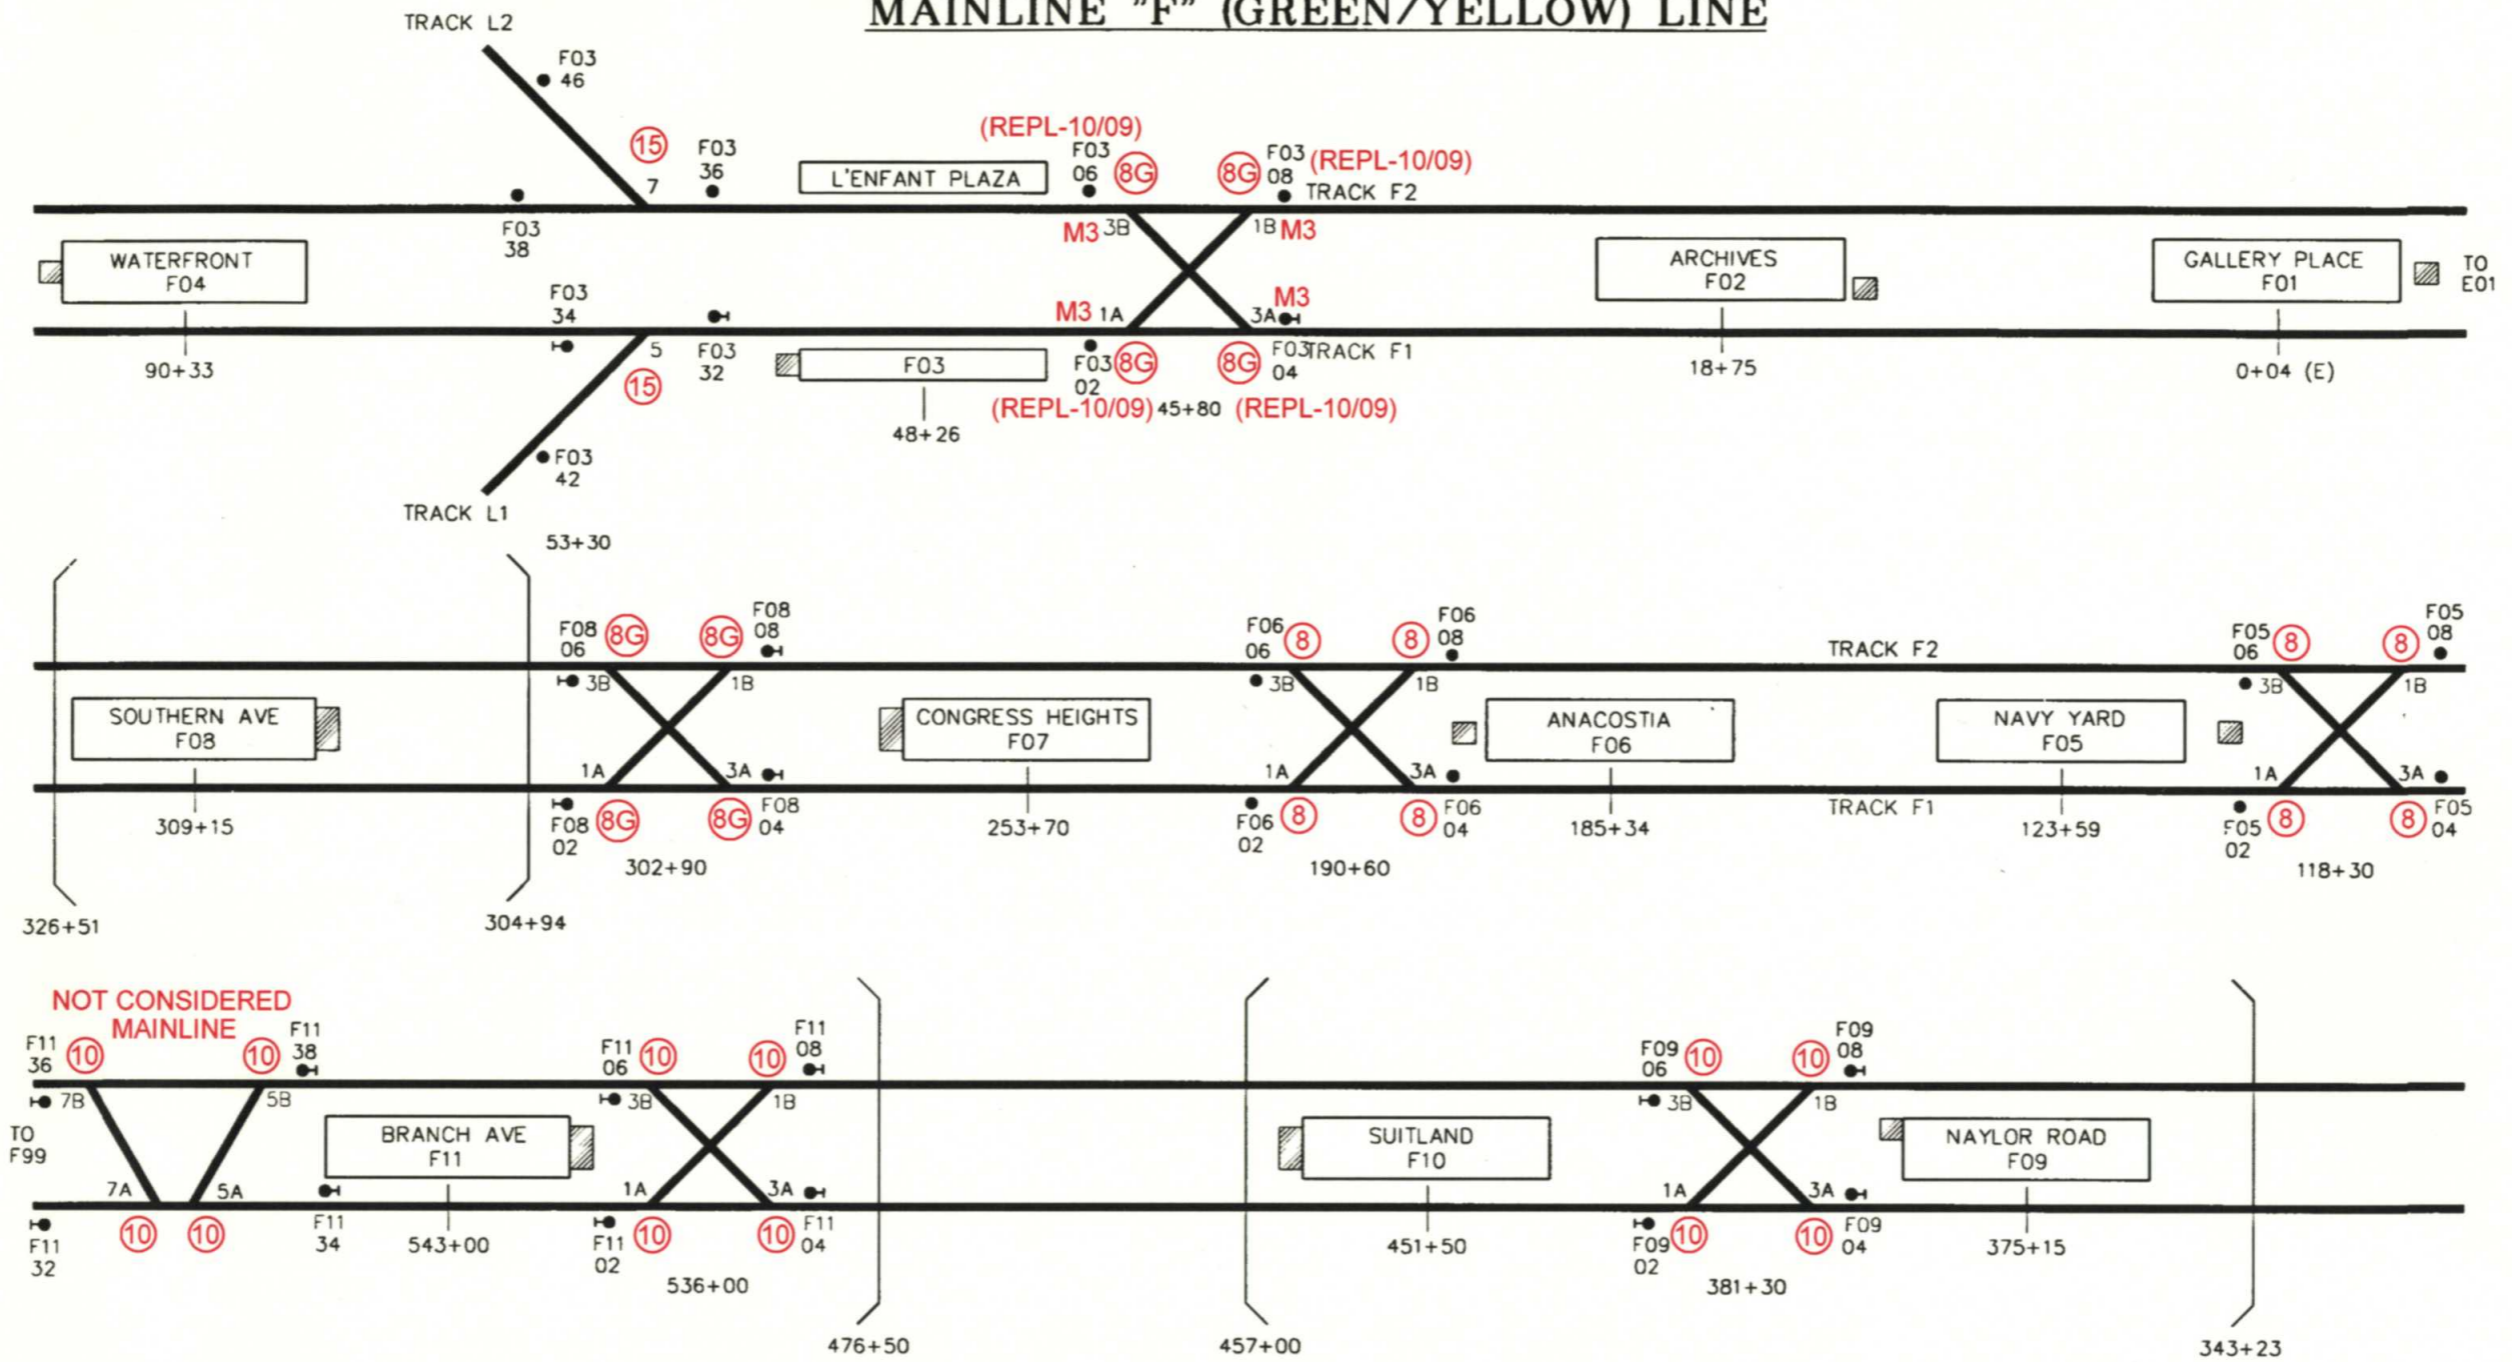 MAINLINE "F" (GREEN/YELLOW) LINE
TRACK L2
F03
46
15
7
F03
36
L'ENFANT PLAZA
(REPL-10/09)
F03
06
8G
8G
F03
08
(REPL-10/09)
TRACK F2
F03
38
M3
3B
1B
M3
WATERFRONT
F04
90+33
F03
34
5
15
F03
32
F03
48+26
M3
1A
3A
M3
F03
02
8G
8G
F03
04
TRACK F1
(REPL-10/09)
45+80
(REPL-10/09)
ARCHIVES
F02
18+75
GALLERY PLACE
F01
0+04 (E)
TO
E01
F03
42
TRACK L1
53+30
326+51
SOUTHERN AVE
F08
309+15
304+94
F08
06
8G
8G
F08
08
3B
1B
1A
3A
F08
02
8G
8G
F08
04
302+90
CONGRESS HEIGHTS
F07
253+70
F06
06
8
8
F06
08
3B
1B
1A
3A
F06
02
8
8
F06
04
190+60
ANACOSTIA
F06
185+34
TRACK F2
TRACK F1
NAVY YARD
F05
123+59
F05
06
8
8
F05
08
3B
1B
1A
3A
F05
02
8
8
F05
04
118+30
NOT CONSIDERED
MAINLINE
F11
36
10
10
F11
38
7B
5B
TO
F99
7A
5A
F11
32
10
10
F11
34
BRANCH AVE
F11
543+00
F11
06
10
10
F11
08
3B
1B
1A
3A
F11
02
10
10
F11
04
536+00
476+50
457+00
SUITLAND
F10
451+50
F09
06
10
10
F09
08
3B
1B
1A
3A
F09
02
10
10
F09
04
381+30
NAYLOR ROAD
F09
375+15
343+23